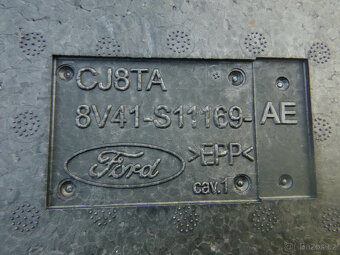 CJ8TA
8V41-S11169-AE
Ford
>EPP<
cav.1